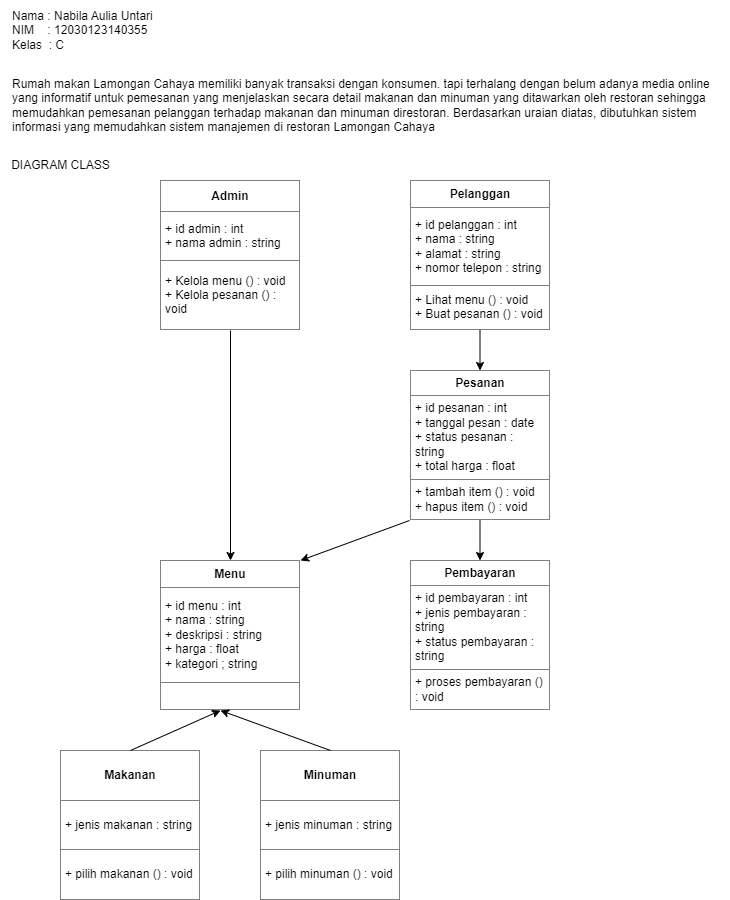 Nama : Nabila Aulia Untari
NIM : 12030123140355
Kelas : C
Rumah makan Lamongan Cahaya memiliki banyak transaksi dengan konsumen. tapi terhalang dengan belum adanya media online
yang informatif untuk pemesanan yang menjelaskan secara detail makanan dan minuman yang ditawarkan oleh restoran sehingga
memudahkan pemesanan pelanggan terhadap makanan dan minuman direstoran. Berdasarkan uraian diatas, dibutuhkan sistem
informasi yang memudahkan sistem manajemen di restoran Lamongan Cahaya
DIAGRAM CLASS
Admin
+ id admin : int
+ nama admin : string
+ Kelola menu () : void
+ Kelola pesanan () :
void
Pelanggan
+ id pelanggan : int
+ nama : string
+ alamat : string
+ nomor telepon : string
+ Lihat menu () : void
+ Buat pesanan () : void
Pesanan
+ id pesanan : int
+ tanggal pesan : date
+ status pesanan :
string
+ total harga : float
+ tambah item () : void
+ hapus item () : void
Menu
+ id menu : int
+ nama : string
+ deskripsi : string
+ harga : float
+ kategori ; string
Pembayaran
+ id pembayaran : int
+ jenis pembayaran :
string
+ status pembayaran :
string
+ proses pembayaran ()
: void
Makanan
+ jenis makanan : string
+ pilih makanan () : void
Minuman
+ jenis minuman : string
+ pilih minuman () : void